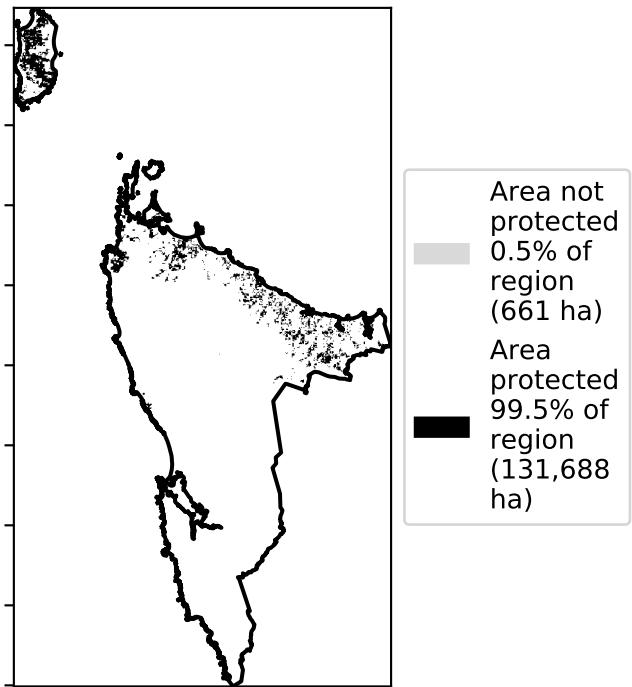 Area not
protected
0.5% of
region
(661 ha)
Area
protected
99.5% of
region
(131,688
ha)